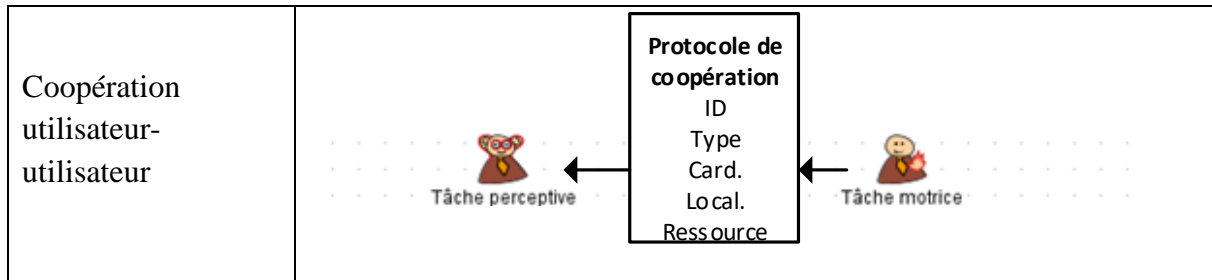 Coopération
utilisateur-
utilisateur
Protocole de
coopération
ID
Type
Card.
Local.
Ressource
Tâche perceptive
Tâche motrice